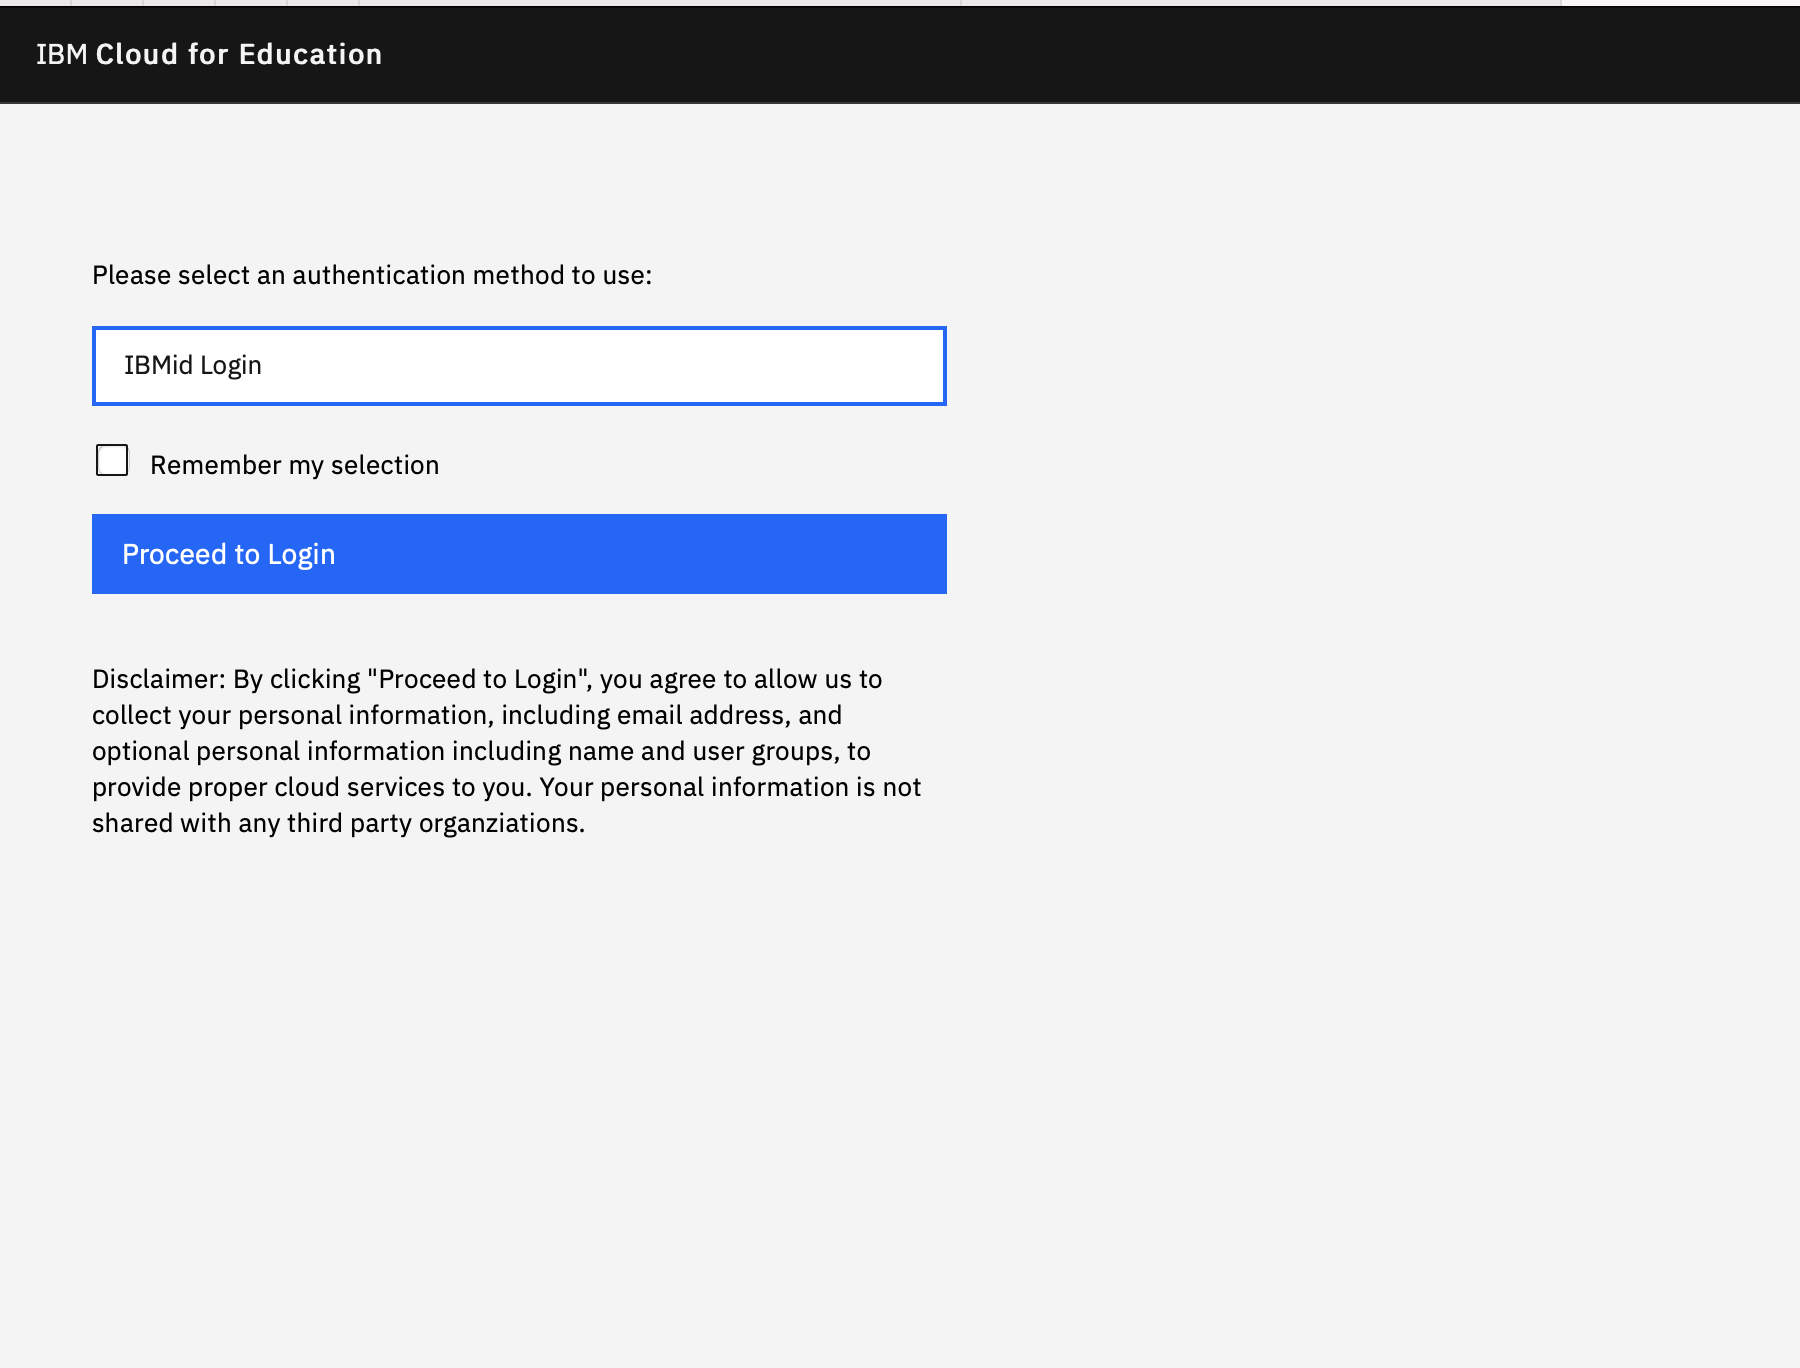 IBM Cloud for Education
Please select an authentication method to use:
IBMid Login
Remember my selection
Proceed to Login
Disclaimer: By clicking "Proceed to Login", you agree to allow us to
collect your personal information, including email address, and
optional personal information including name and user groups, to
provide proper cloud services to you. Your personal information is not
shared with any third party organziations.